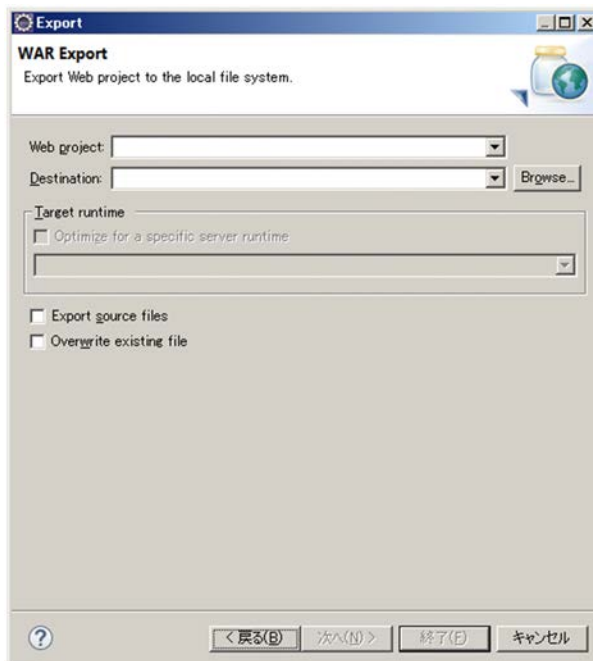 Export
WAR Export
Export Web project to the local file system.
Web project:
Destination:
Browse...
Target runtime
Optimize for a specific server runtime
Export source files
Overwrite existing file
?
< 戻る(B) 次へ(N) > 終了(F) キャンセル